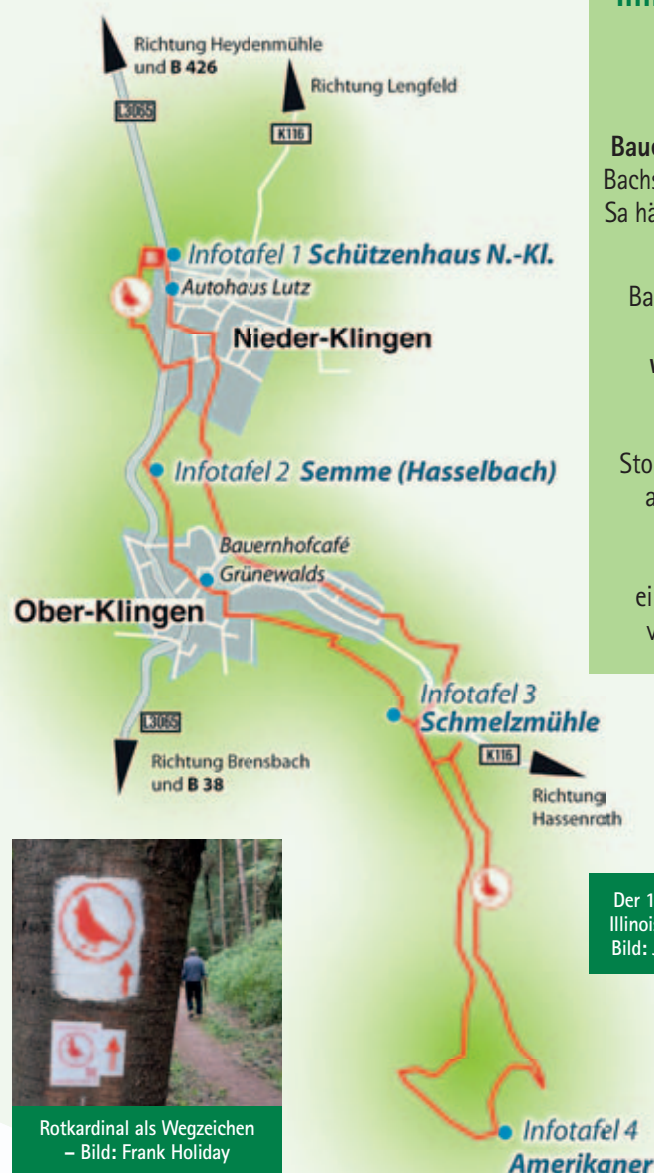 Richtung Heydenmühle
und B 426
L3065
Richtung Lengfeld
K116
Infotafel 1 Schützenhaus N.-Kl.
Autohaus Lutz
Nieder-Klingen
Infotafel 2 Semme (Hasselbach)
Bauernhofcafé
Grünewalds
Ober-Klingen
Infotafel 3
Schmelzmühle
L3065
K116
Richtung Brensbach
und B 38
Richtung
Hassenroth
Infotafel 4
Amerikaner
Rotkardinal als Wegzeichen
– Bild: Frank Holiday
Bachs
Sa hä
Ba
Sto
a
ei
v
Der 1
Illinois
Bild: